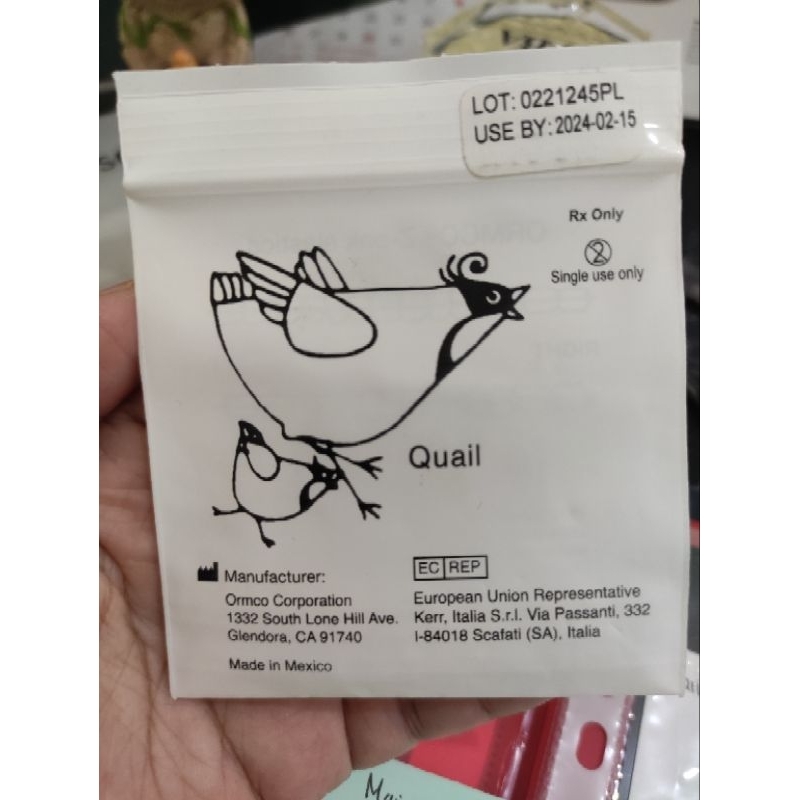 LOT: 0221245PL
USE BY: 2024-02-15
Rx Only
2
Single use only
Quail
Manufacturer:
Ormco Corporation
1332 South Lone Hill Ave.
Glendora, CA 91740
Made in Mexico
EC REP
European Union Representative
Kerr, Italia S.r.l. Via Passanti, 332
I-84018 Scafati (SA), Italia